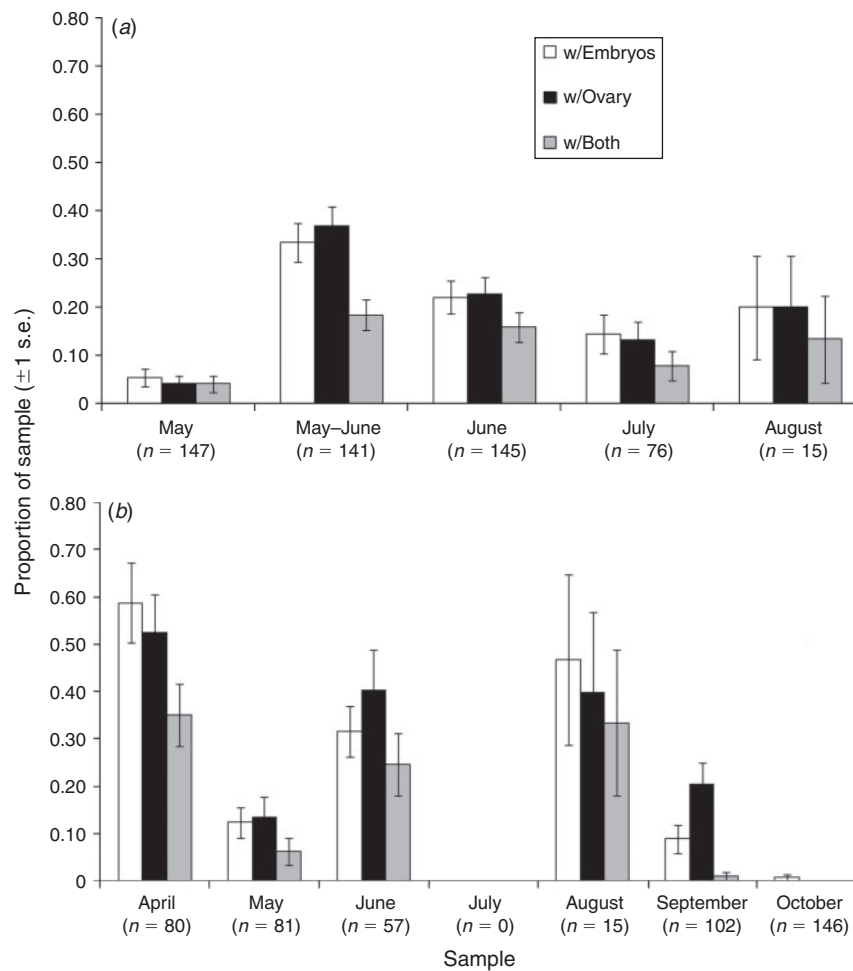 (a)
w/Embryos
w/Ovary
w/Both
0.80
0.70
0.60
0.50
0.40
0.30
0.20
0.10
0
May May–June June July August
(n = 147) (n = 141) (n = 145) (n = 76) (n = 15)
Proportion of sample (±1 s.e.)
(b)
0.80
0.70
0.60
0.50
0.40
0.30
0.20
0.10
0
April May June July August September October
(n = 80) (n = 81) (n = 57) (n = 0) (n = 15) (n = 102) (n = 146)
Sample